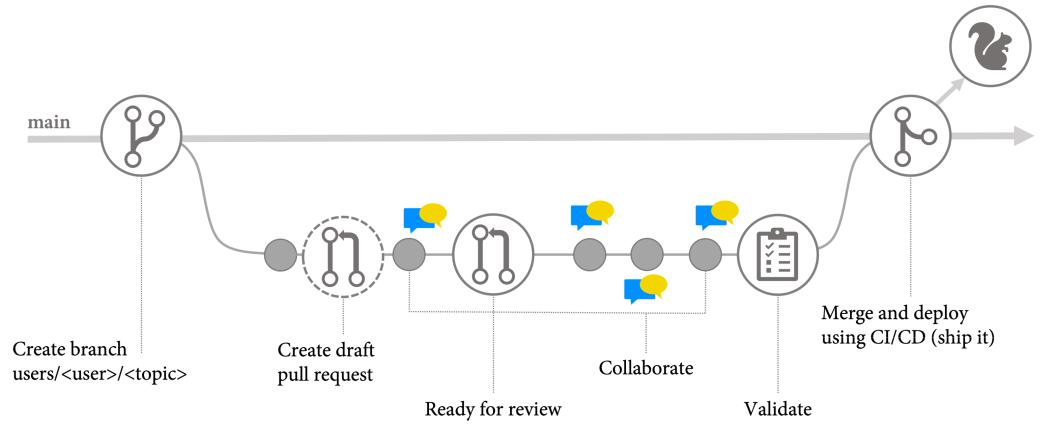 main
Create branch
users/<user>/<topic>
Create draft
pull request
Ready for review
Collaborate
Validate
Merge and deploy
using CI/CD (ship it)